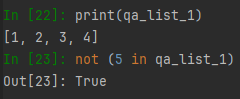 In [22]: print(qa_list_1)
[1, 2, 3, 4]
In [23]: not (5 in qa_list_1)
Out[23]: True